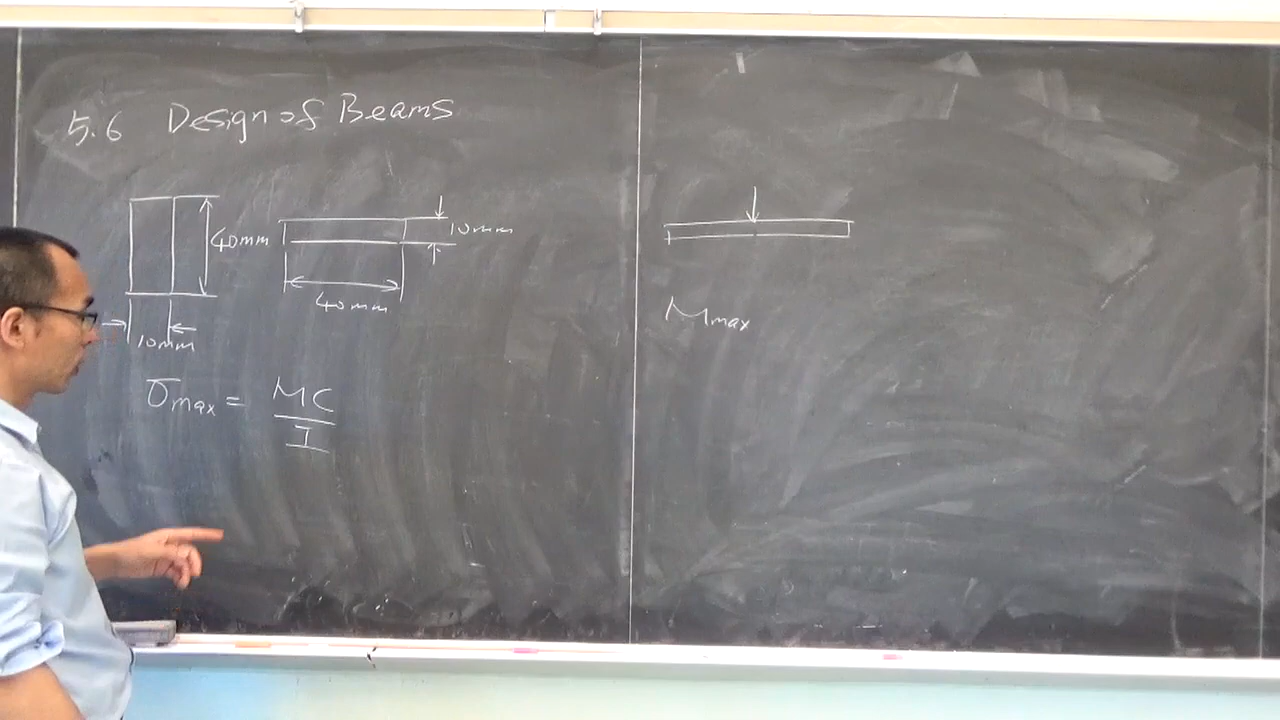 5.6 Design of Beams
40mm
10mm
10mm
40mm
σmax = MC
I
Mmax